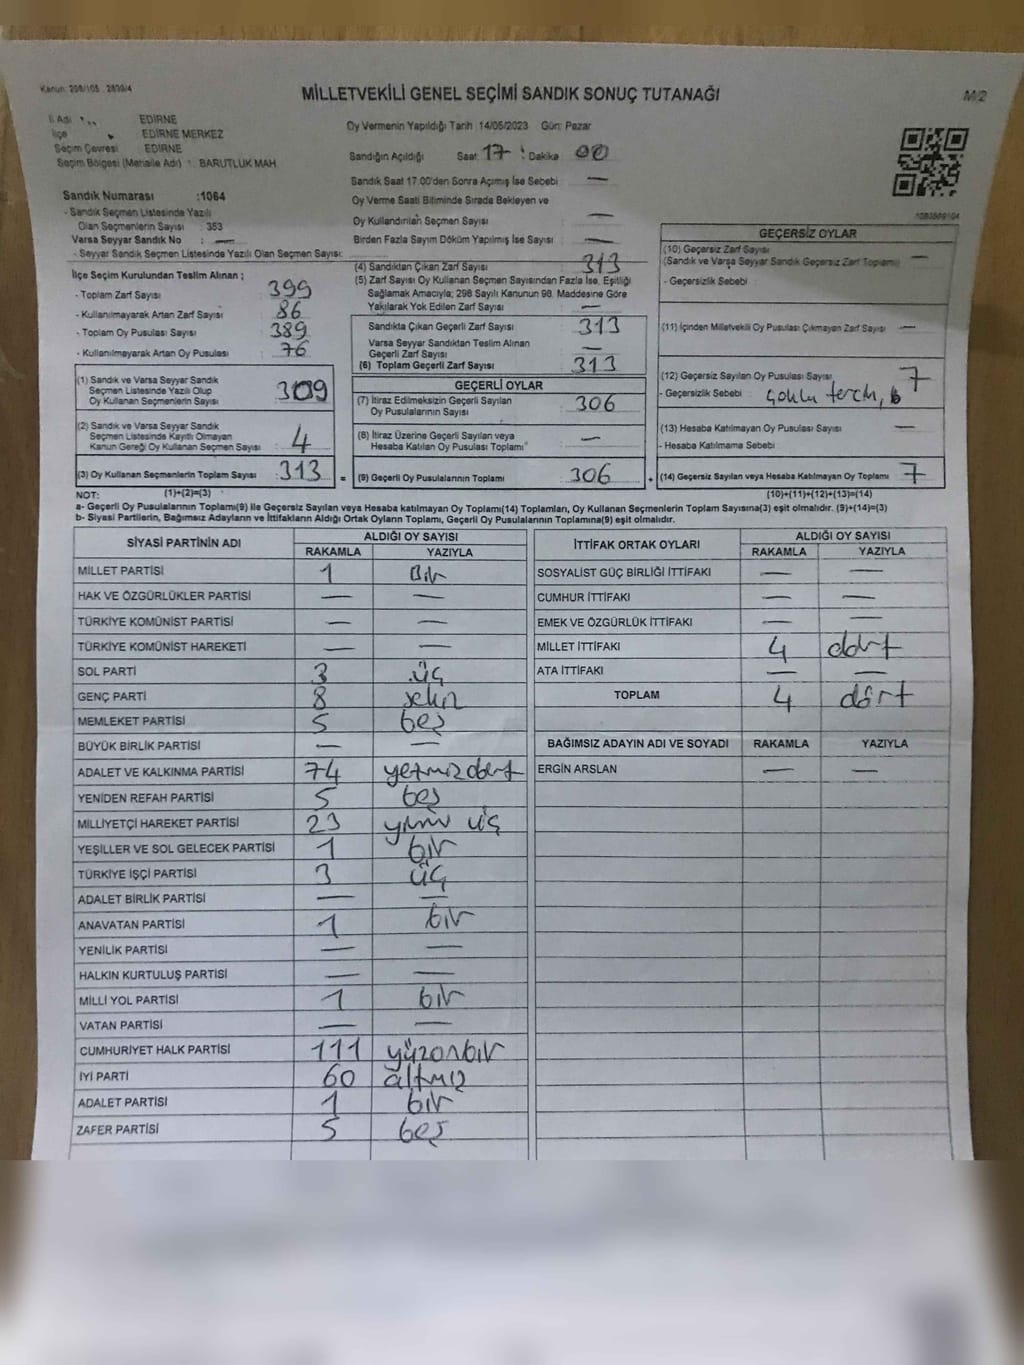 MİLLETVEKİLİ GENEL SEÇİMİ SANDIK SONUÇ TUTANAĞI
M/2
İl Adı : EDİRNE
İlçe : EDİRNE MERKEZ
Seçim Çevresi : EDİRNE
Seçim Bölgesi (Mahalle Adı) : BARUTLUK MAH.
Oy Vermenin Yapıldığı Tarih 14/05/2023 Gün: Pazar
Sandığın Açıldığı Saat 17 : Dakika 00
Sandık Saat 17.00'den Sonra Açımış İse Sebebi —
Oy Verme Saati Bitiminde Sırada Bekleyen ve
Oy Kullandırılan Seçmen Sayısı —
Birden Fazla Sayım Döküm Yapılmış İse Sayısı —
Sandık Numarası :1064
- Sandık Seçmen Listesinde Yazılı
Olan Seçmenlerin Sayısı : 353
Varsa Seyyar Sandık No : —
- Seyyar Sandık Seçmen Listesinde Yazılı Olan Seçmen Sayısı:
İlçe Seçim Kurulundan Teslim Alınan ;
- Toplam Zarf Sayısı : 399
- Kullanılmayarak Artan Zarf Sayısı : 86
- Toplam Oy Pusulası Sayısı : 389
- Kullanılmayarak Artan Oy Pusulası : 76
(1) Sandık ve Varsa Seyyar Sandık
Seçmen Listesinde Yazılı Olup
Oy Kullanan Seçmenlerin Sayısı : 309
(2) Sandık ve Varsa Seyyar Sandık
Seçmen Listesinde Kayıtlı Olmayan
Kanun Gereği Oy Kullanan Seçmen Sayısı : 4
(3) Oy Kullanan Seçmenlerin Toplam Sayısı : 313 =
(4) Sandıktan Çıkan Zarf Sayısı 313
(5) Zarf Sayısı Oy Kullanan Seçmen Sayısından Fazla İse, Eşitliği
Sağlamak Amacıyla; 298 Sayılı Kanunun 98. Maddesine Göre
Yakılarak Yok Edilen Zarf Sayısı : —
Sandıkta Çıkan Geçerli Zarf Sayısı : 313
Varsa Seyyar Sandıktan Teslim Alınan
Geçerli Zarf Sayısı : —
(6) Toplam Geçerli Zarf Sayısı : 313
GEÇERLİ OYLAR
(7) İtiraz Edilmeksizin Geçerli Sayılan
Oy Pusulalarının Sayısı : 306
(8) İtiraz Üzerine Geçerli Sayılan veya
Hesaba Katılan Oy Pusulası Toplamı : —
(9) Geçerli Oy Pusulalarının Toplamı : 306 +
GEÇERSİZ OYLAR
(10) Geçersiz Zarf Sayısı
(Sandık ve Varşa Seyyar Sandık Geçersiz Zarf Toplamı) —
- Geçersizlik Sebebi :
(11) İçinden Milletvekili Oy Pusulası Çıkmayan Zarf Sayısı : —
(12) Geçersiz Sayılan Oy Pusulası Sayısı : 7
- Geçersizlik Sebebi : çoklu tercih,
(13) Hesaba Katılmayan Oy Pusulası Sayısı : —
- Hesaba Katılmama Sebebi :
(14) Geçersiz Sayılan veya Hesaba Katılmayan Oy Toplamı : 7
NOT: (1)+(2)=(3) (10)+(11)+(12)+(13)=(14)
a- Geçerli Oy Pusulalarının Toplamı(9) ile Geçersiz Sayılan veya Hesaba katılmayan Oy Toplamı(14) Toplamları, Oy Kullanan Seçmenlerin Toplam Sayısına(3) eşit olmalıdır. (9)+(14)=(3)
b- Siyasi Partilerin, Bağımsız Adayların ve İttifakların Aldığı Ortak Oyların Toplamı, Geçerli Oy Pusulalarının Toplamına(9) eşit olmalıdır.
SİYASİ PARTİNİN ADI ALDIĞI OY SAYISI
RAKAMLA YAZIYLA
MİLLET PARTİSİ 1 Bir
HAK VE ÖZGÜRLÜKLER PARTİSİ — —
TÜRKİYE KOMÜNİST PARTİSİ — —
TÜRKİYE KOMÜNİST HAREKETİ — —
SOL PARTİ 3 üç
GENÇ PARTİ 8 sekiz
MEMLEKET PARTİSİ 5 beş
BÜYÜK BİRLİK PARTİSİ — —
ADALET VE KALKINMA PARTİSİ 74 yetmizdört
YENİDEN REFAH PARTİSİ 5 beş
MİLLİYETÇİ HAREKET PARTİSİ 23 yirmi üç
YEŞİLLER VE SOL GELECEK PARTİSİ 1 bir
TÜRKİYE İŞÇİ PARTİSİ 3 üç
ADALET BİRLİK PARTİSİ — —
ANAVATAN PARTİSİ 1 bir
YENİLİK PARTİSİ — —
HALKIN KURTULUŞ PARTİSİ — —
MİLLİ YOL PARTİSİ 1 bir
VATAN PARTİSİ — —
CUMHURİYET HALK PARTİSİ 111 yüzonbir
İYİ PARTİ 60 altmış
ADALET PARTİSİ 1 bir
ZAFER PARTİSİ 5 beş
İTTİFAK ORTAK OYLARI ALDIĞI OY SAYISI
RAKAMLA YAZIYLA
SOSYALİST GÜÇ BİRLİĞİ İTTİFAKI — —
CUMHUR İTTİFAKI — —
EMEK VE ÖZGÜRLÜK İTTİFAKI — —
MİLLET İTTİFAKI 4 dört
ATA İTTİFAKI — —
TOPLAM 4 dört
BAĞIMSIZ ADAYIN ADI VE SOYADI RAKAMLA YAZIYLA
ERGİN ARSLAN — —